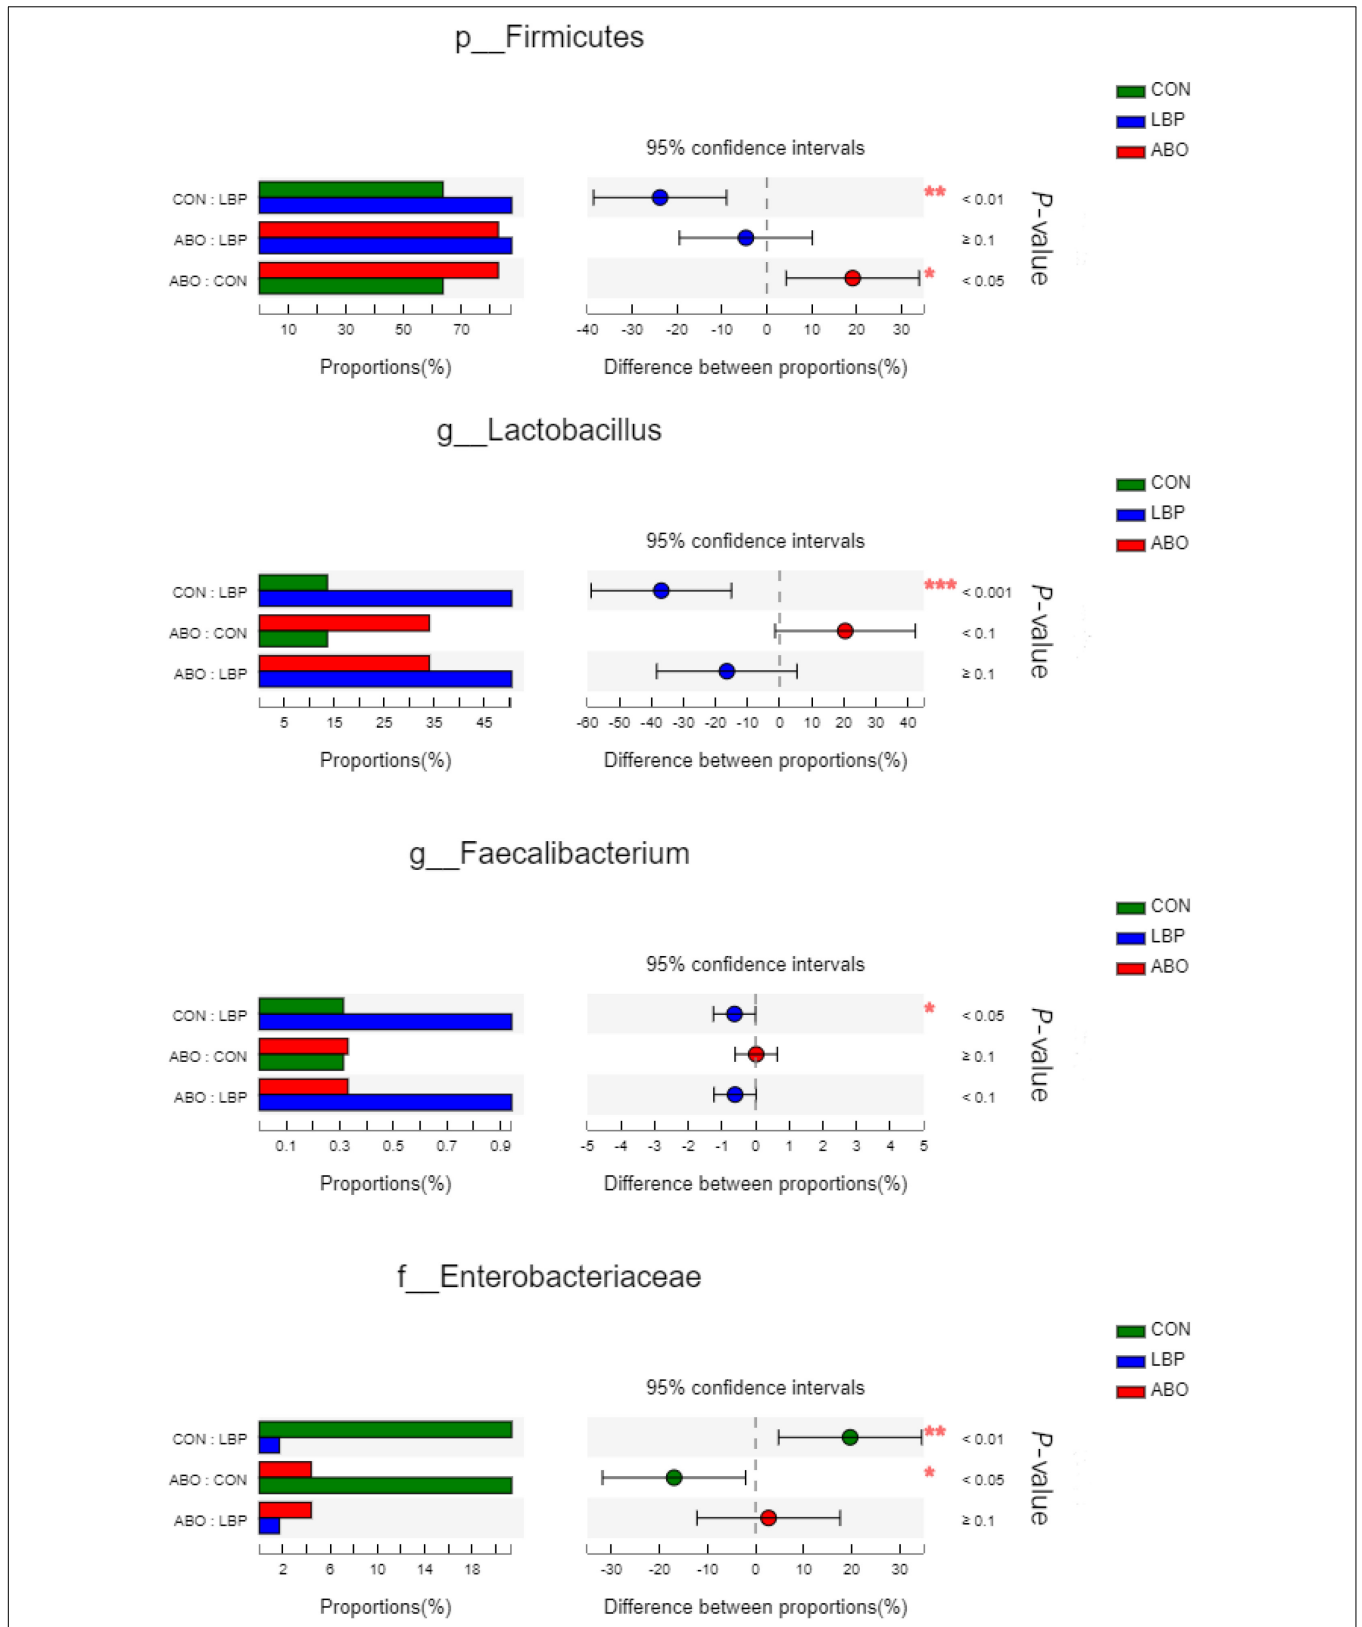 p__Firmicutes
CON
LBP
ABO
95% confidence intervals
CON : LBP
ABO : LBP
ABO : CON
** < 0.01
≥ 0.1
* < 0.05
P-value
10 30 50 70
-40 -30 -20 -10 0 10 20 30
Proportions(%)
Difference between proportions(%)
g__Lactobacillus
CON
LBP
ABO
95% confidence intervals
CON : LBP
ABO : CON
ABO : LBP
*** < 0.001
< 0.1
≥ 0.1
P-value
5 15 25 35 45
-60 -50 -40 -30 -20 -10 0 10 20 30 40
Proportions(%)
Difference between proportions(%)
g__Faecalibacterium
CON
LBP
ABO
95% confidence intervals
CON : LBP
ABO : CON
ABO : LBP
* < 0.05
≥ 0.1
< 0.1
P-value
0.1 0.3 0.5 0.7 0.9
-5 -4 -3 -2 -1 0 1 2 3 4 5
Proportions(%)
Difference between proportions(%)
f__Enterobacteriaceae
CON
LBP
ABO
95% confidence intervals
CON : LBP
ABO : CON
ABO : LBP
** < 0.01
* < 0.05
≥ 0.1
P-value
2 6 10 14 18
-30 -20 -10 0 10 20 30
Proportions(%)
Difference between proportions(%)